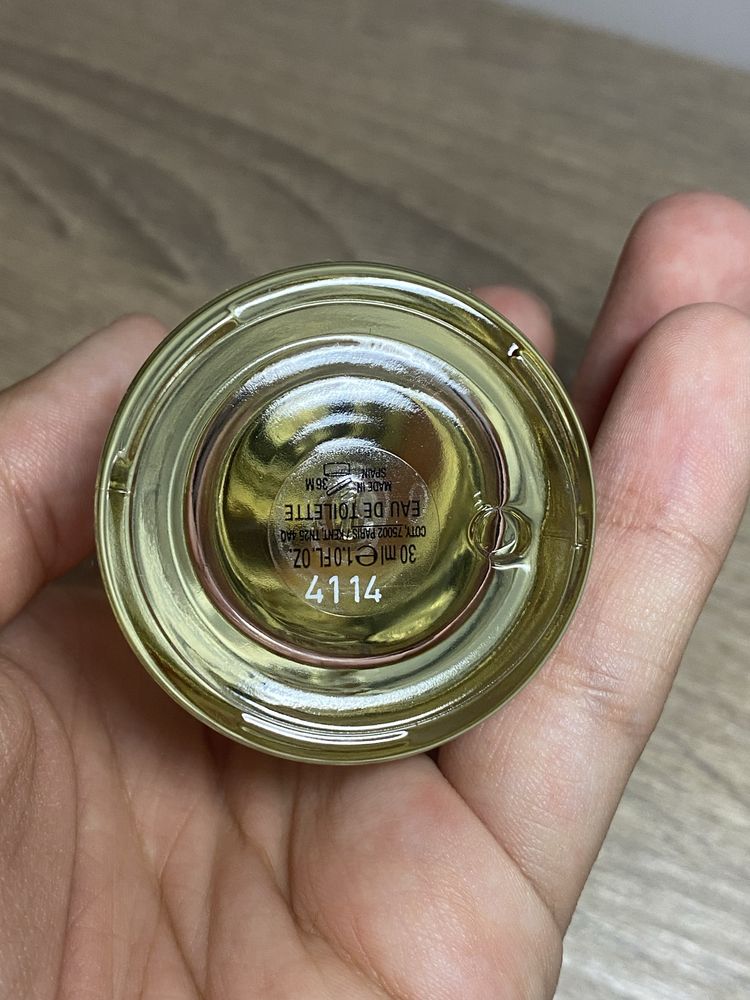 4114
30 ml ℮ 1.0 FL.OZ.
COTY, 75002 PARIS / KENT, TN26 4AQ
EAU DE TOILETTE
MADE IN
SPAIN
36 M